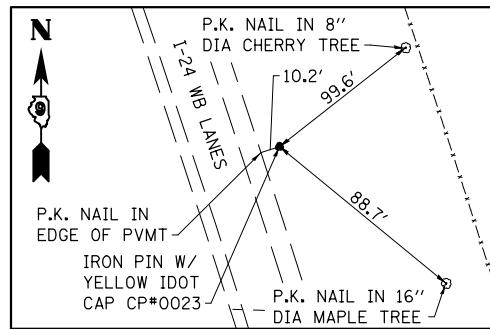 N
9
P.K. NAIL IN 8"
DIA CHERRY TREE
10.2'
99.6'
I-24 WB LANES
88.7'
P.K. NAIL IN
EDGE OF PVMT
IRON PIN W/
YELLOW IDOT
CAP CP#0023
P.K. NAIL IN 16"
DIA MAPLE TREE